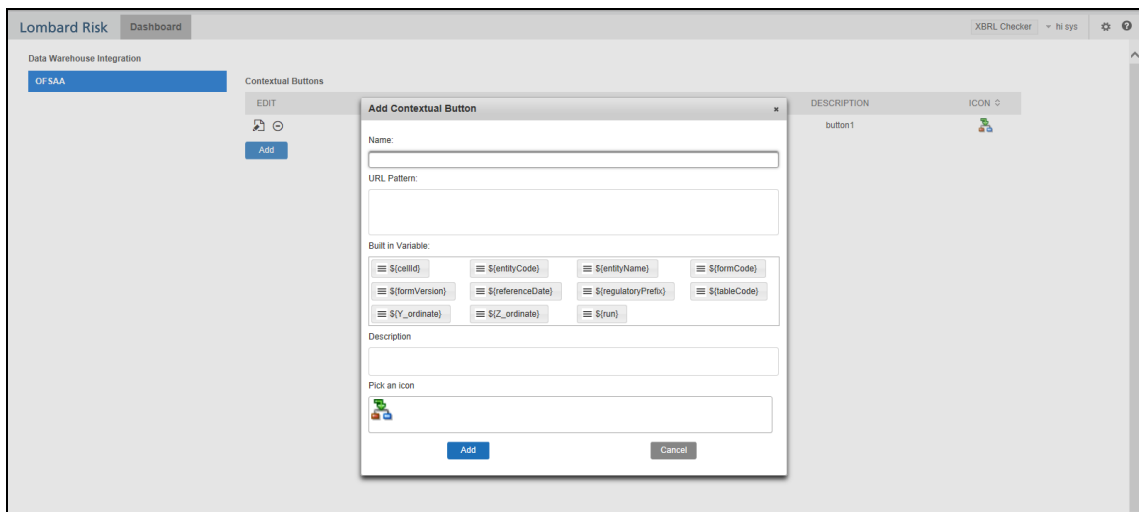 Lombard Risk Dashboard XBRL Checker hi sys
Data Warehouse Integration
OFSAA
Contextual Buttons
EDIT DESCRIPTION ICON
button1
Add
Add Contextual Button x
Name:
URL Pattern:
Built in Variable:
${cellId} ${entityCode} ${entityName} ${formCode}
${formVersion} ${referenceDate} ${regulatoryPrefix} ${tableCode}
${Y_ordinate} ${Z_ordinate} ${run}
Description
Pick an icon
Add Cancel